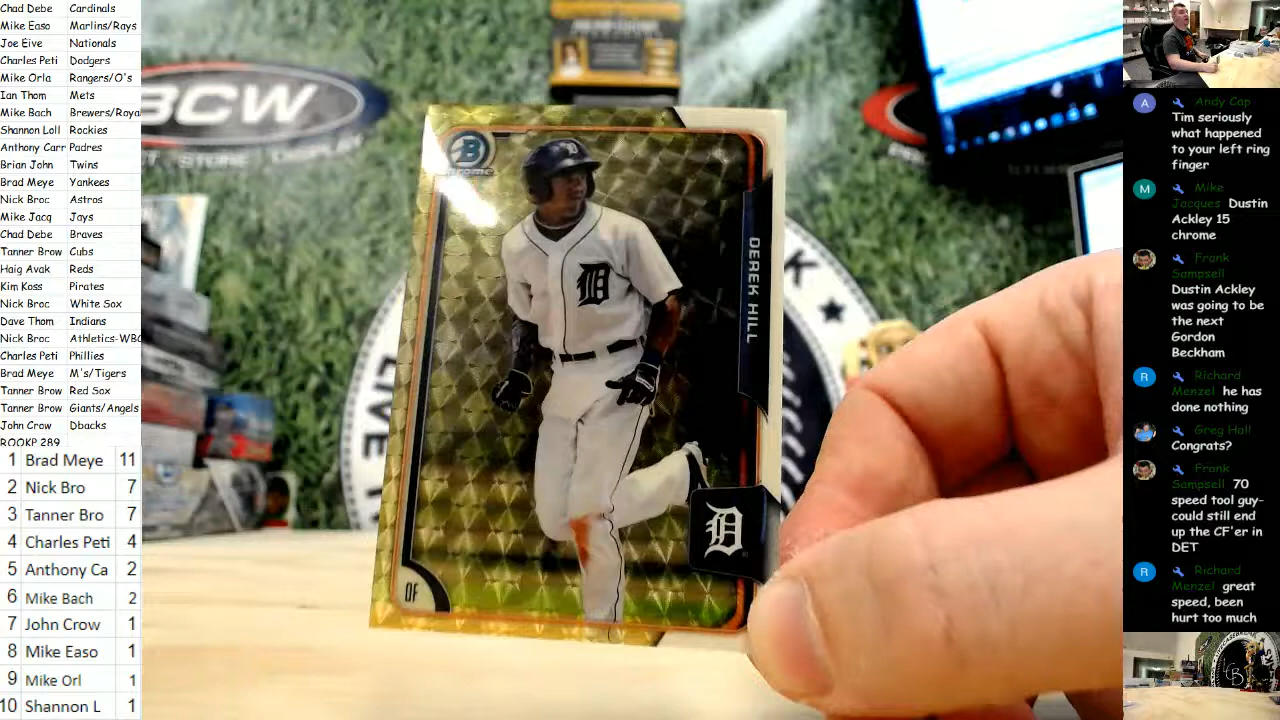 Chad Debe Cardinals
Mike Easo Marlins/Rays
Joe Eive Nationals
Charles Peti Dodgers
Mike Orla Rangers/O's
Ian Thom Mets
Mike Bach Brewers/Roya
Shannon Loll Rockies
Anthony Carr Padres
Brian John Twins
Brad Meye Yankees
Nick Broc Astros
Mike Jacq Jays
Chad Debe Braves
Tanner Brow Cubs
Haig Avak Reds
Kim Koss Pirates
Nick Broc White Sox
Dave Thom Indians
Nick Broc Athletics-WBC
Charles Peti Phillies
Brad Meye M's/Tigers
Tanner Brow Red Sox
Tanner Brow Giants/Angels
John Crow Dbacks
1 Brad Meye 11
2 Nick Bro 7
3 Tanner Bro 7
4 Charles Peti 4
5 Anthony Ca 2
6 Mike Bach 2
7 John Crow 1
8 Mike Easo 1
9 Mike Orl 1
10 Shannon L 1
BCW
B
chrome
D
DEREK HILL
D
OF
LIVE
K
A Andy Cap
Tim seriously
what happened
to your left ring
finger
M Mike
Jacques Dustin
Ackley 15
chrome
Frank
Sampsell
Dustin Ackley
was going to be
the next
Gordon
Beckham
R Richard
Menzel he has
done nothing
Greg Hall
Congrats?
Frank
Sampsell 70
speed tool guy-
could still end
up the CF'er in
DET
R Richard
Menzel great
speed, been
hurt too much